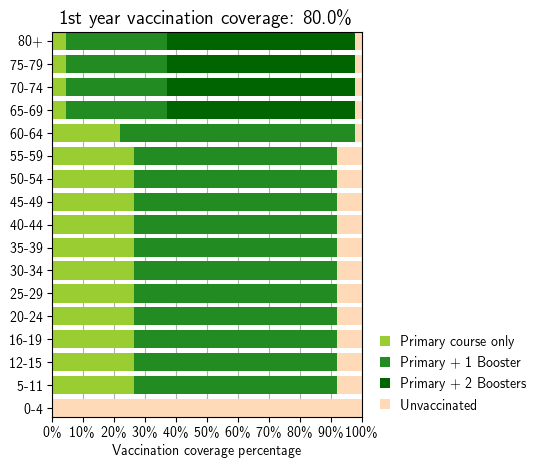 1st year vaccination coverage: 80.0%
80+
75-79
70-74
65-69
60-64
55-59
50-54
45-49
40-44
35-39
30-34
25-29
20-24
16-19
12-15
5-11
0-4
0% 10% 20% 30% 40% 50% 60% 70% 80% 90% 100%
Vaccination coverage percentage
Primary course only
Primary + 1 Booster
Primary + 2 Boosters
Unvaccinated